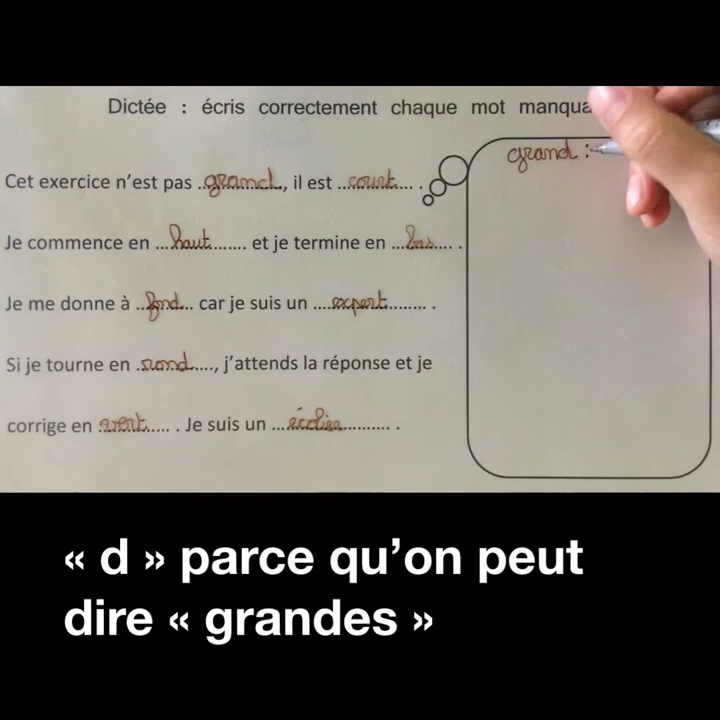 Dictée : écris correctement chaque mot manqua
grand :
Cet exercice n'est pas ..grand.., il est ...court.... .
Je commence en ...haut....... et je termine en ...bas.... .
Je me donne à ..fond... car je suis un ....expert........ .
Si je tourne en .rond....., j'attends la réponse et je
corrige en .vert..... . Je suis un ...écolier.......... .
« d » parce qu'on peut
dire « grandes »